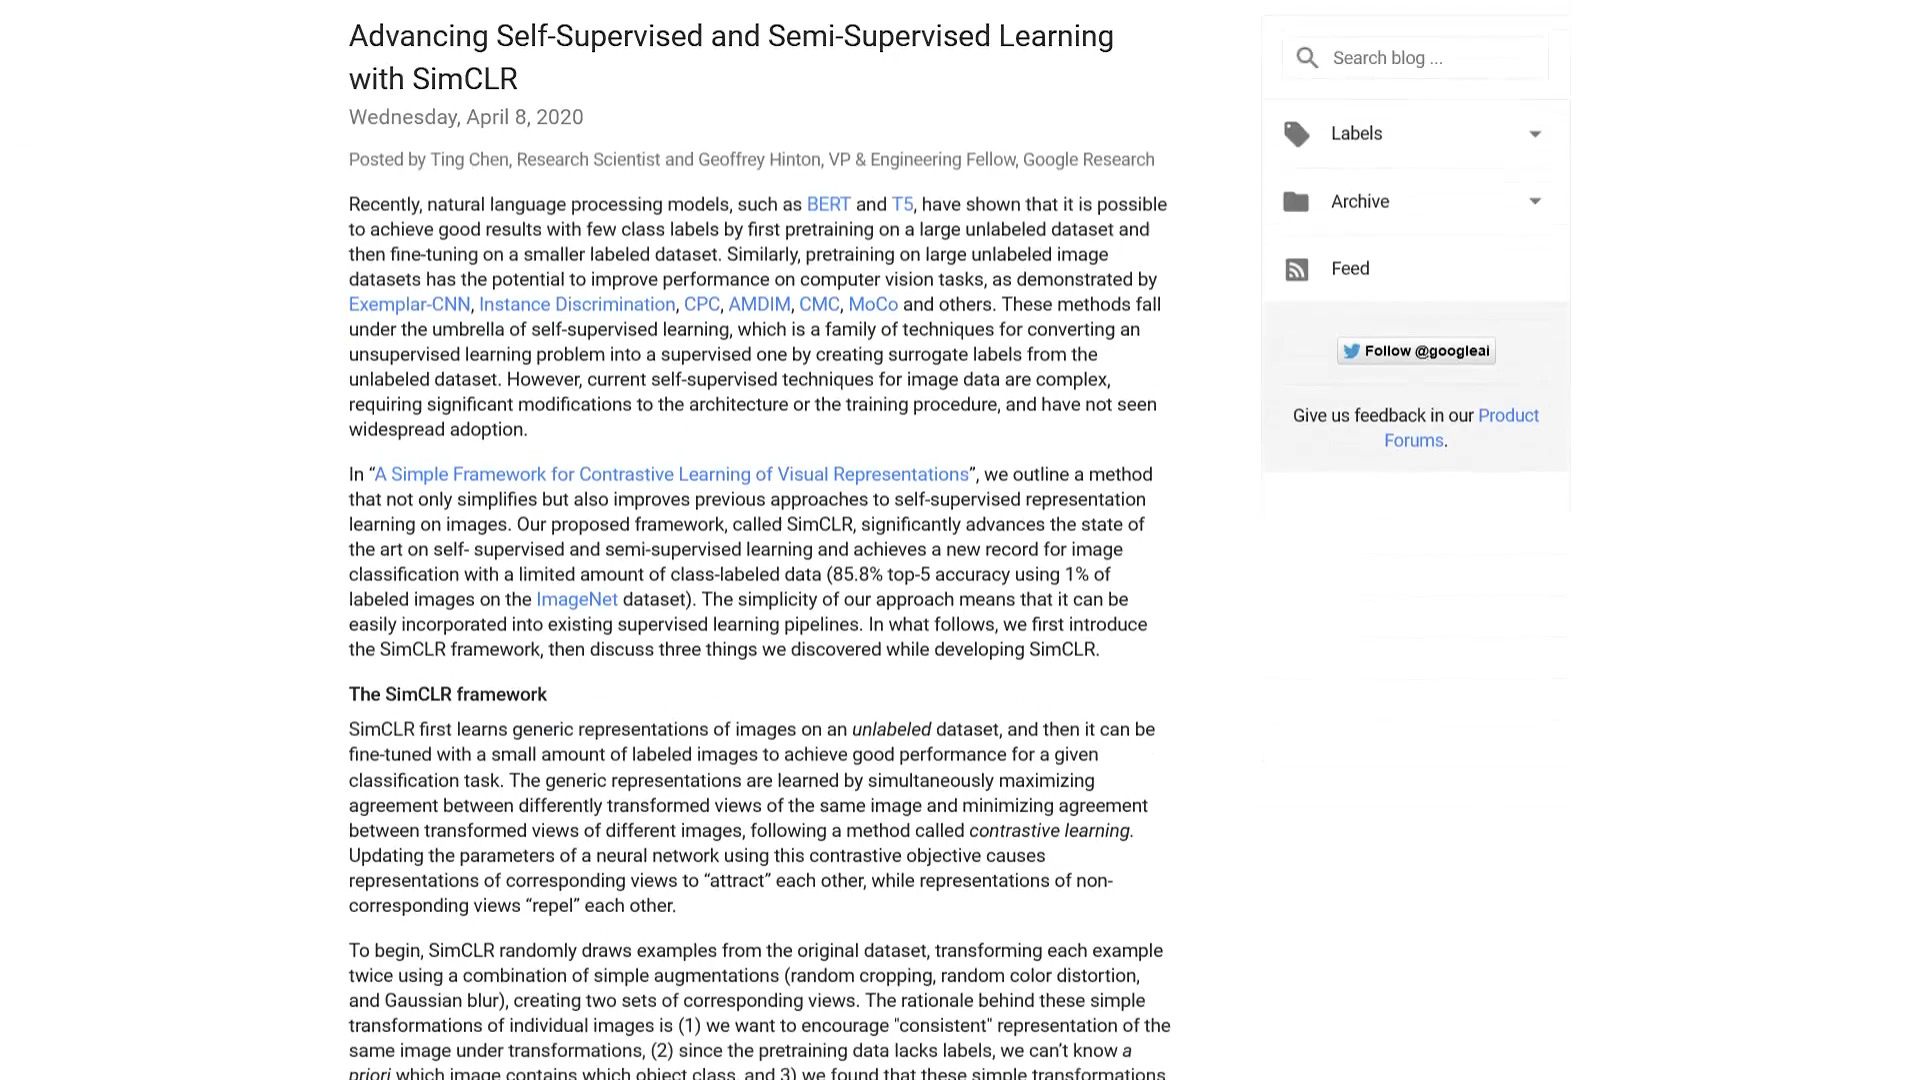 Advancing Self-Supervised and Semi-Supervised Learning
with SimCLR
Wednesday, April 8, 2020
Posted by Ting Chen, Research Scientist and Geoffrey Hinton, VP & Engineering Fellow, Google Research
Recently, natural language processing models, such as BERT and T5, have shown that it is possible
to achieve good results with few class labels by first pretraining on a large unlabeled dataset and
then fine-tuning on a smaller labeled dataset. Similarly, pretraining on large unlabeled image
datasets has the potential to improve performance on computer vision tasks, as demonstrated by
Exemplar-CNN, Instance Discrimination, CPC, AMDIM, CMC, MoCo and others. These methods fall
under the umbrella of self-supervised learning, which is a family of techniques for converting an
unsupervised learning problem into a supervised one by creating surrogate labels from the
unlabeled dataset. However, current self-supervised techniques for image data are complex,
requiring significant modifications to the architecture or the training procedure, and have not seen
widespread adoption.
In “A Simple Framework for Contrastive Learning of Visual Representations”, we outline a method
that not only simplifies but also improves previous approaches to self-supervised representation
learning on images. Our proposed framework, called SimCLR, significantly advances the state of
the art on self- supervised and semi-supervised learning and achieves a new record for image
classification with a limited amount of class-labeled data (85.8% top-5 accuracy using 1% of
labeled images on the ImageNet dataset). The simplicity of our approach means that it can be
easily incorporated into existing supervised learning pipelines. In what follows, we first introduce
the SimCLR framework, then discuss three things we discovered while developing SimCLR.
The SimCLR framework
SimCLR first learns generic representations of images on an unlabeled dataset, and then it can be
fine-tuned with a small amount of labeled images to achieve good performance for a given
classification task. The generic representations are learned by simultaneously maximizing
agreement between differently transformed views of the same image and minimizing agreement
between transformed views of different images, following a method called contrastive learning.
Updating the parameters of a neural network using this contrastive objective causes
representations of corresponding views to “attract” each other, while representations of non-
corresponding views “repel” each other.
To begin, SimCLR randomly draws examples from the original dataset, transforming each example
twice using a combination of simple augmentations (random cropping, random color distortion,
and Gaussian blur), creating two sets of corresponding views. The rationale behind these simple
transformations of individual images is (1) we want to encourage "consistent" representation of the
same image under transformations, (2) since the pretraining data lacks labels, we can’t know a
priori which image contains which object class, and 3) we found that these simple transformations
Search blog ...
Labels
Archive
Feed
Follow @googleai
Give us feedback in our Product
Forums.